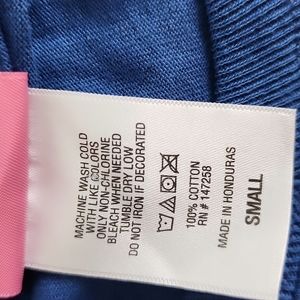 MACHINE WASH COLD
WITH LIKE COLORS
ONLY NON-CHLORINE
BLEACH WHEN NEEDED
TUMBLE DRY LOW
DO NOT IRON IF DECORATED
100% COTTON
RN # 147258
MADE IN HONDURAS
SMALL